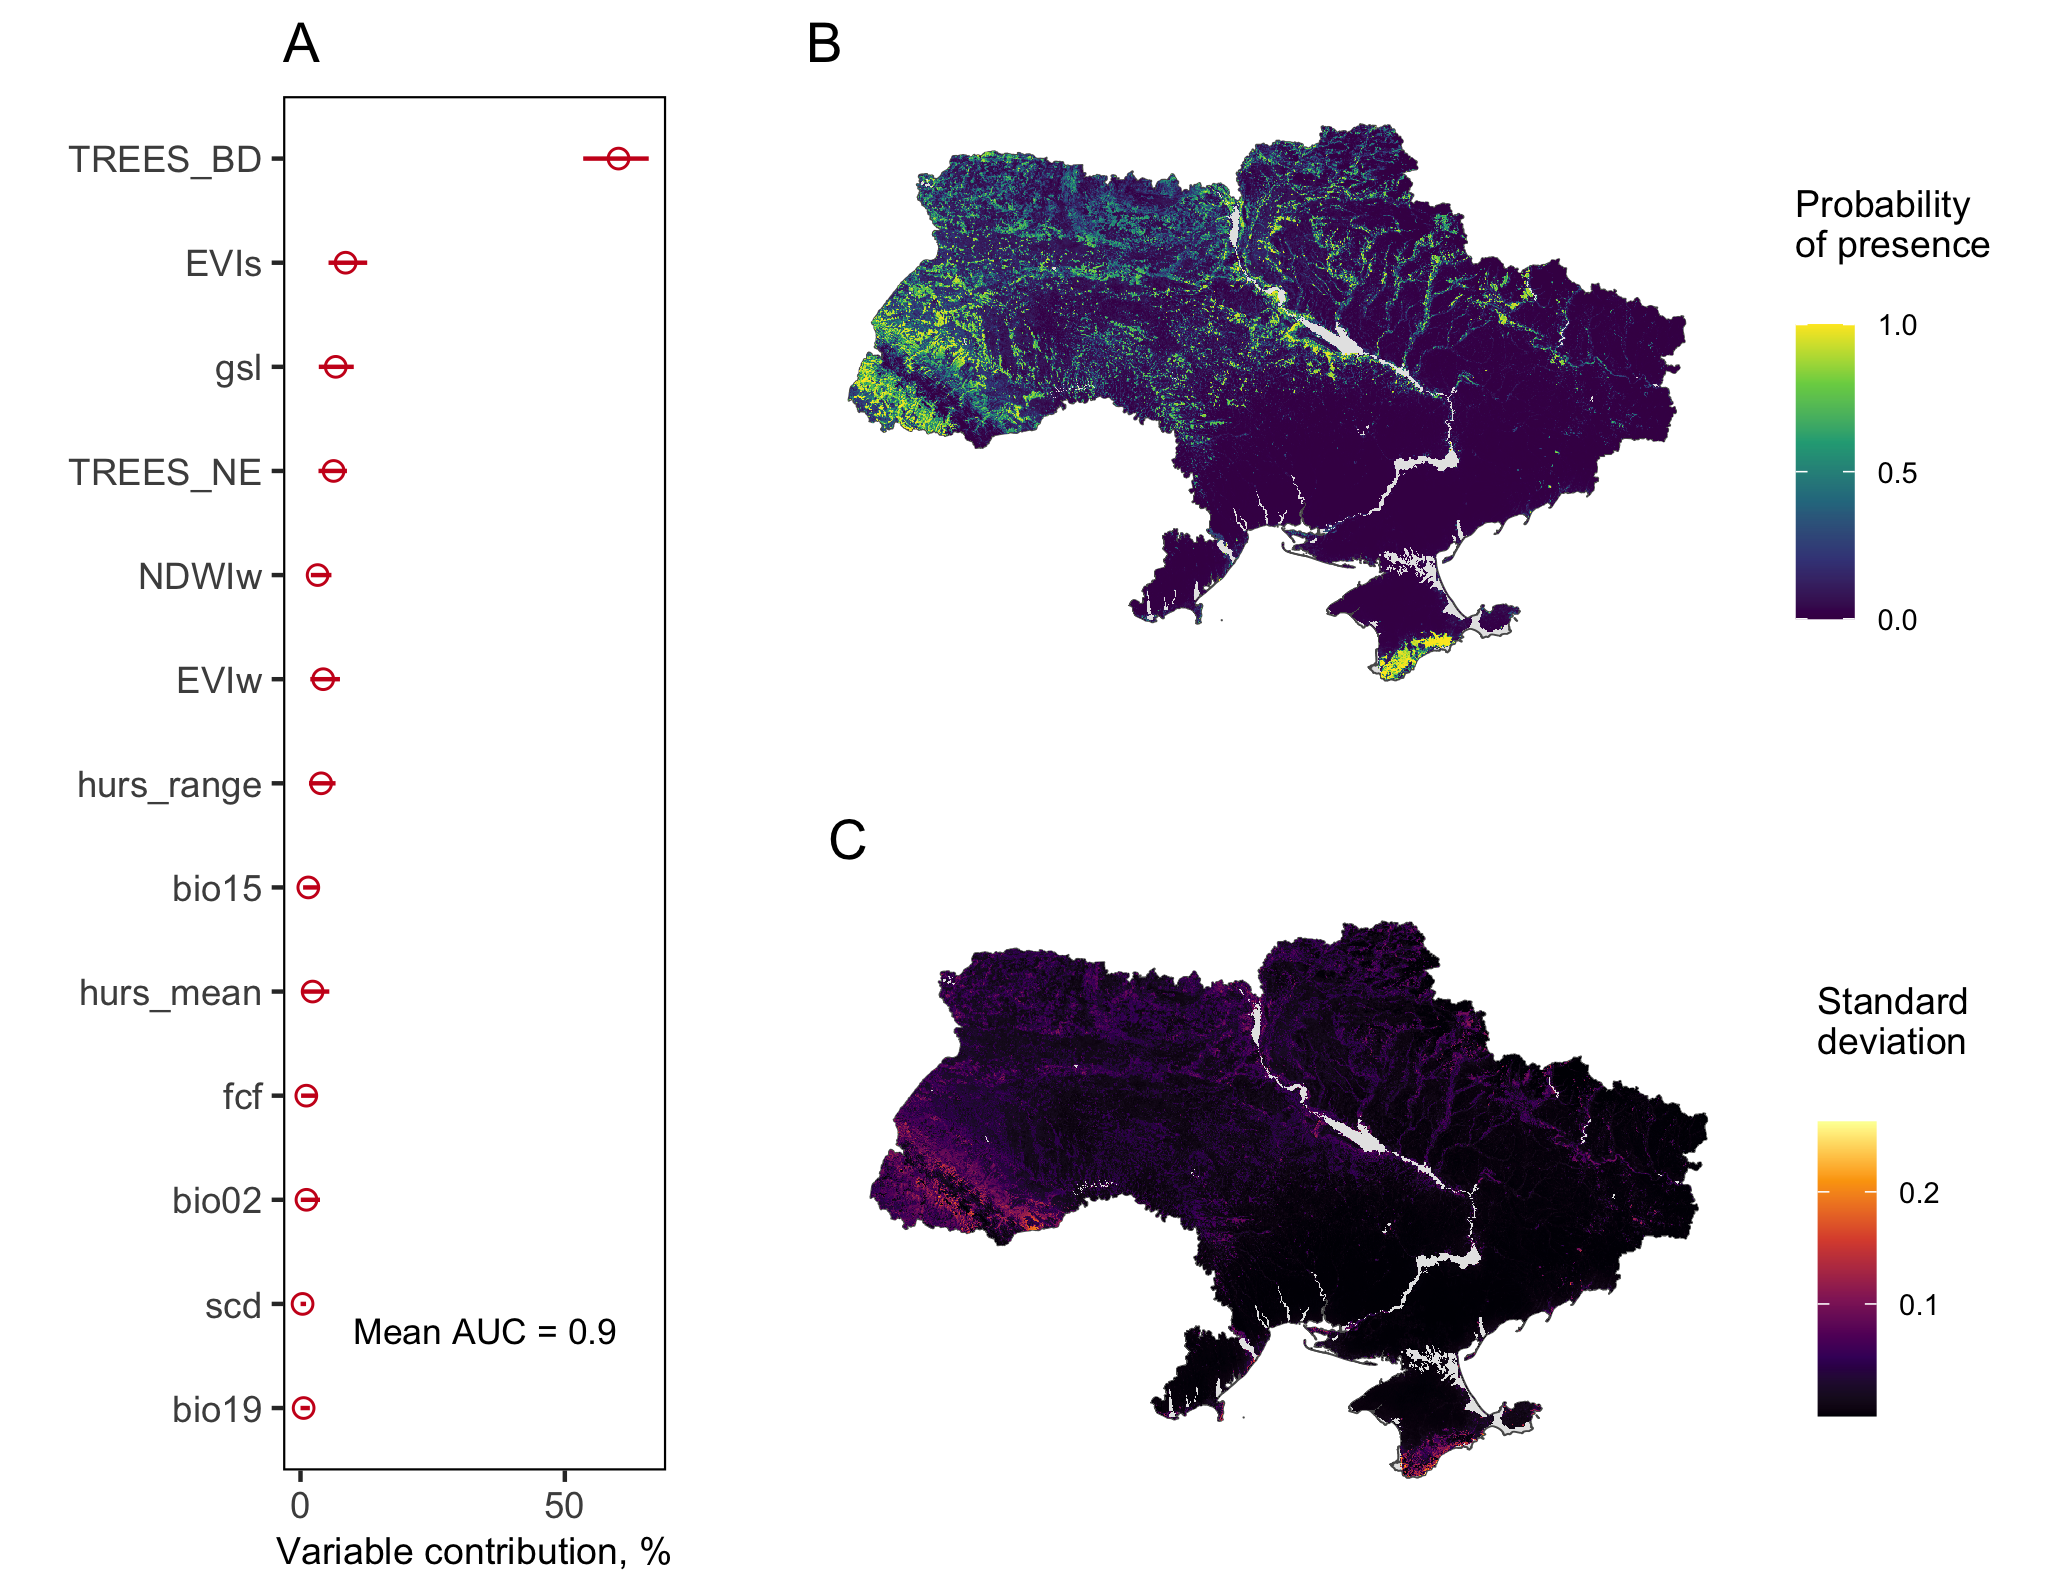 A
TREES_BD
EVIs
gsl
TREES_NE
NDWIw
EVIw
hurs_range
bio15
hurs_mean
fcf
bio02
scd
bio19
Mean AUC = 0.9
0 50
Variable contribution, %
B
Probability
of presence
1.0
0.5
0.0
C
Standard
deviation
0.2
0.1